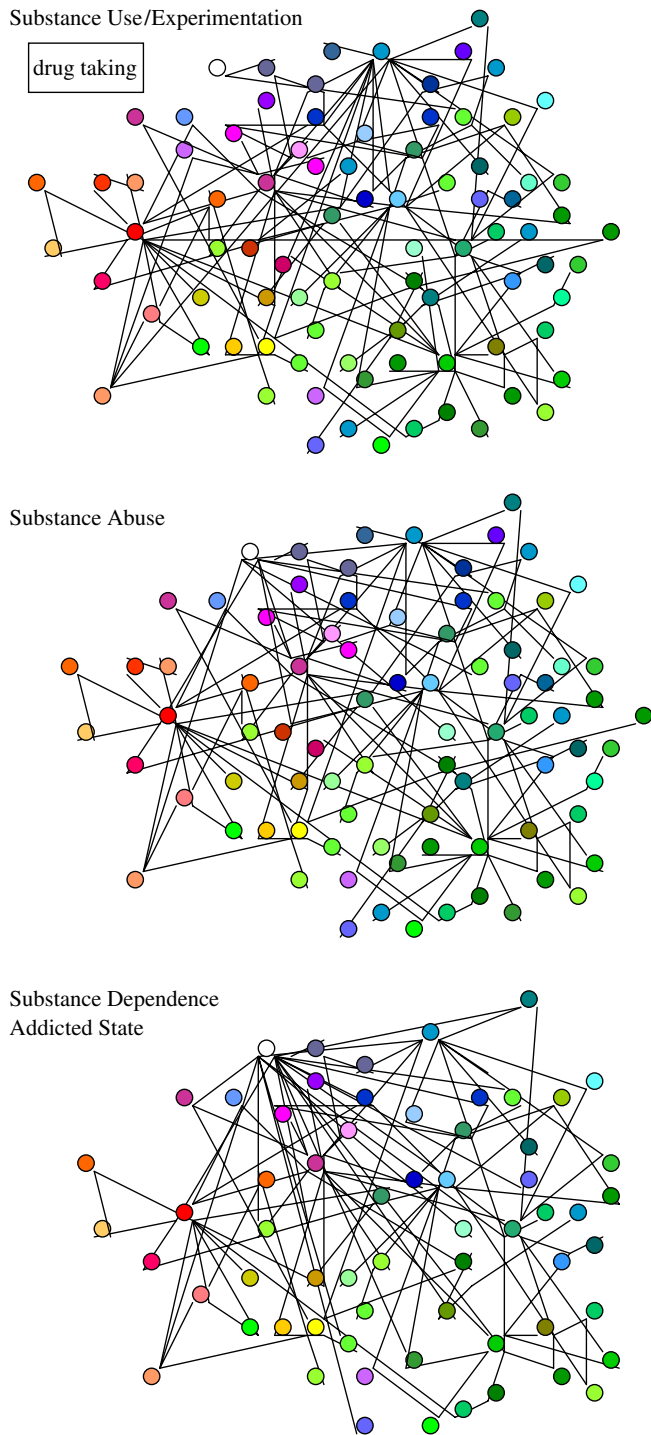 Substance Use/Experimentation
drug taking
Substance Abuse
Substance Dependence
Addicted State